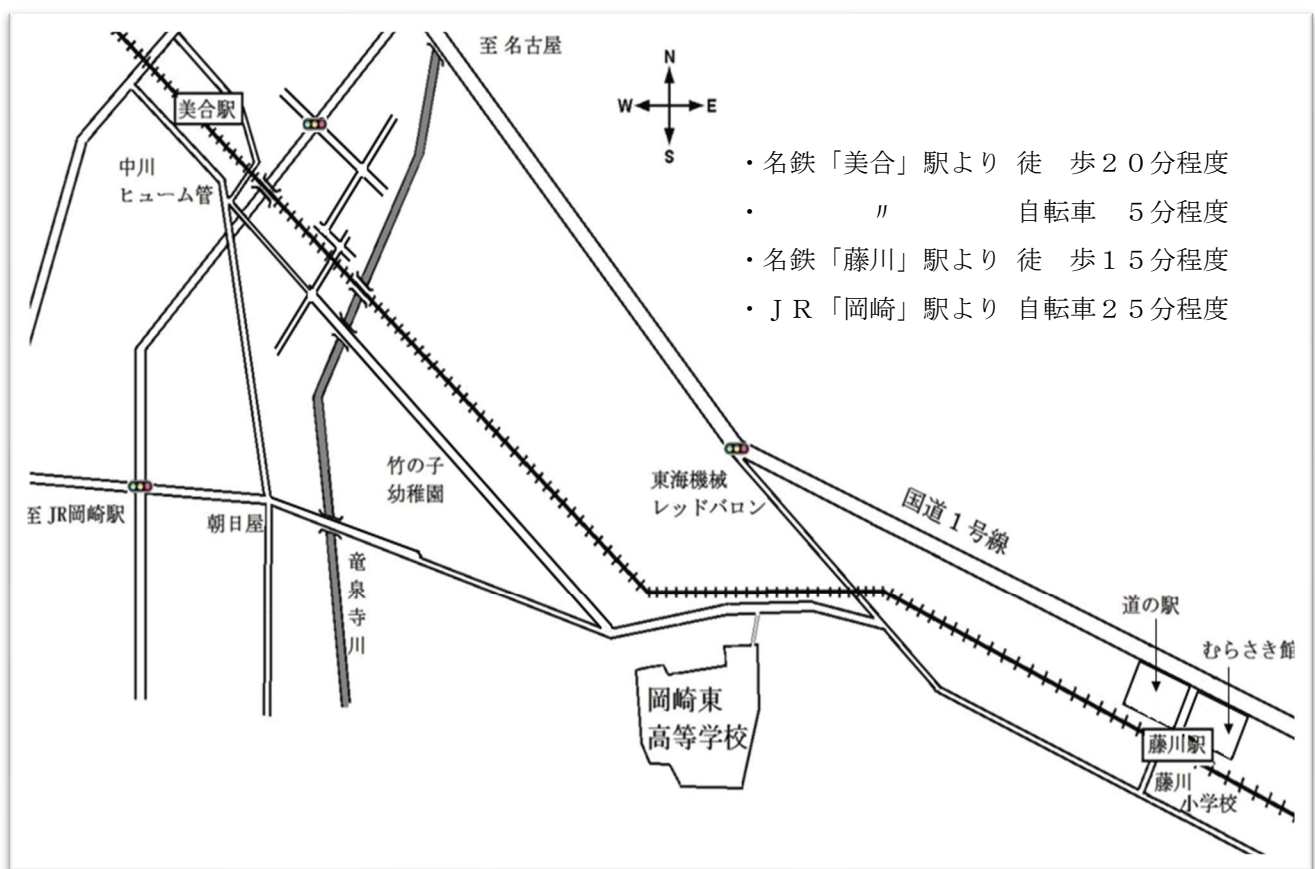 至 名古屋
N
W E
S
美合駅
中川
ヒューム管
・名鉄「美合」駅より 徒　歩２０分程度
・　　　　〃　　　　自転車　５分程度
・名鉄「藤川」駅より 徒　歩１５分程度
・ＪＲ「岡崎」駅より 自転車２５分程度
竹の子
幼稚園
東海機械
レッドバロン
至 JR岡崎駅
朝日屋
国道１号線
竜泉寺川
道の駅
むらさき館
岡崎東
高等学校
藤川駅
藤川
小学校